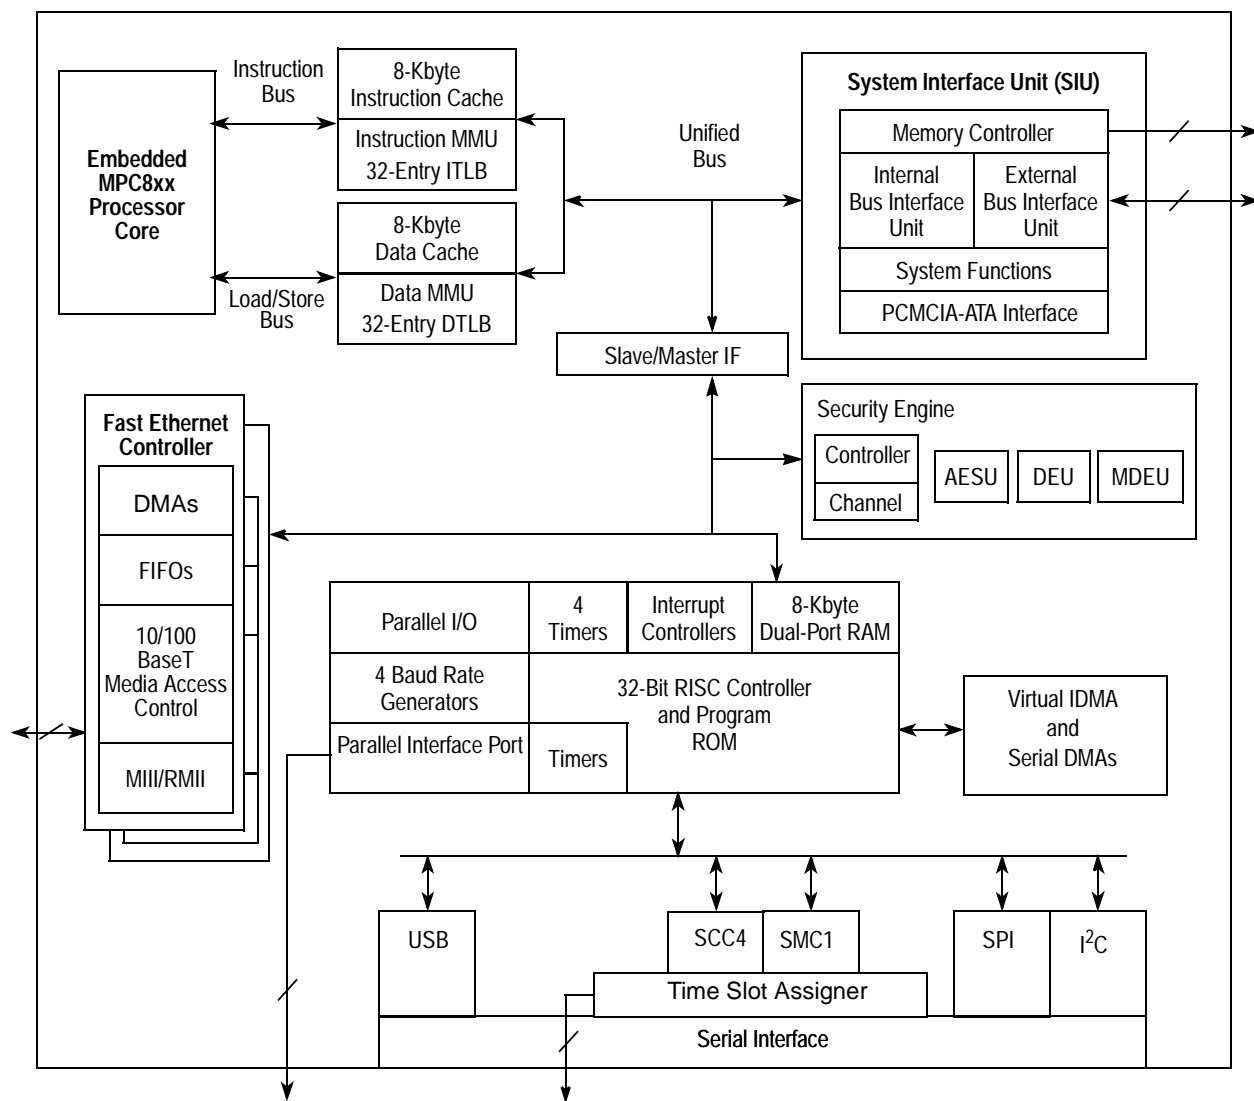 Instruction
Bus
8-Kbyte
Instruction Cache
Instruction MMU
32-Entry ITLB
Embedded
MPC8xx
Processor
Core
8-Kbyte
Data Cache
Data MMU
32-Entry DTLB
Load/Store
Bus
Unified
Bus
System Interface Unit (SIU)
Memory Controller
Internal
Bus Interface
Unit
External
Bus Interface
Unit
System Functions
PCMCIA-ATA Interface
Slave/Master IF
Security Engine
Controller
Channel
AESU
DEU
MDEU
Fast Ethernet
Controller
DMAs
FIFOs
10/100
BaseT
Media Access
Control
MIII/RMII
Parallel I/O
4
Timers
Interrupt
Controllers
8-Kbyte
Dual-Port RAM
4 Baud Rate
Generators
32-Bit RISC Controller
and Program
ROM
Parallel Interface Port
Timers
Virtual IDMA
and
Serial DMAs
USB
SCC4
SMC1
SPI
I²C
Time Slot Assigner
Serial Interface